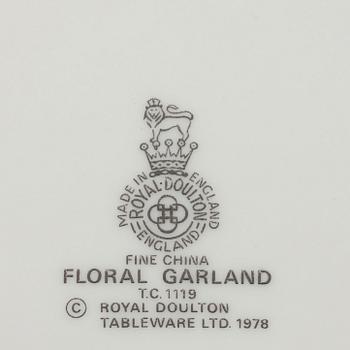 MADE IN ENGLAND
ROYAL · DOULTON
ENGLAND
FINE CHINA
FLORAL GARLAND
T.C. 1119
© ROYAL DOULTON
TABLEWARE LTD. 1978